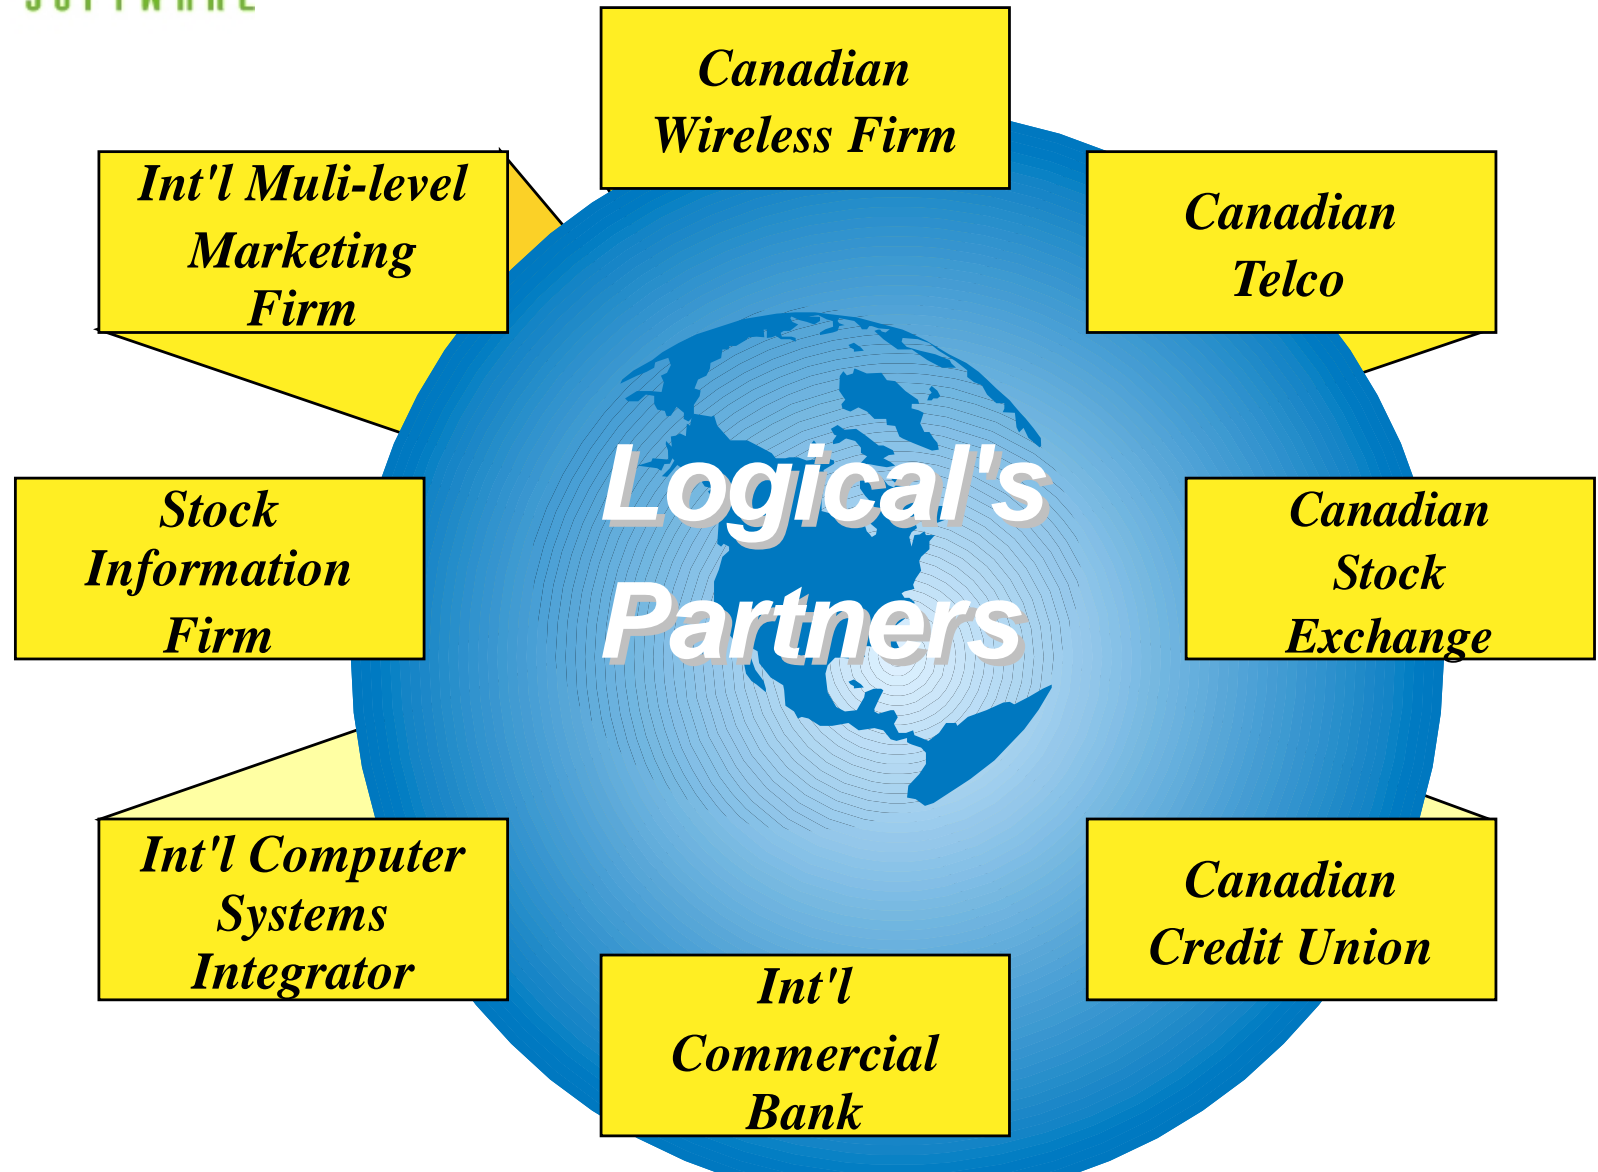 SOFTWARE
Canadian
Wireless Firm
Int'l Muli-level
Marketing
Firm
Canadian
Telco
Logical's
Partners
Stock
Information
Firm
Canadian
Stock
Exchange
Int'l Computer
Systems
Integrator
Canadian
Credit Union
Int'l
Commercial
Bank